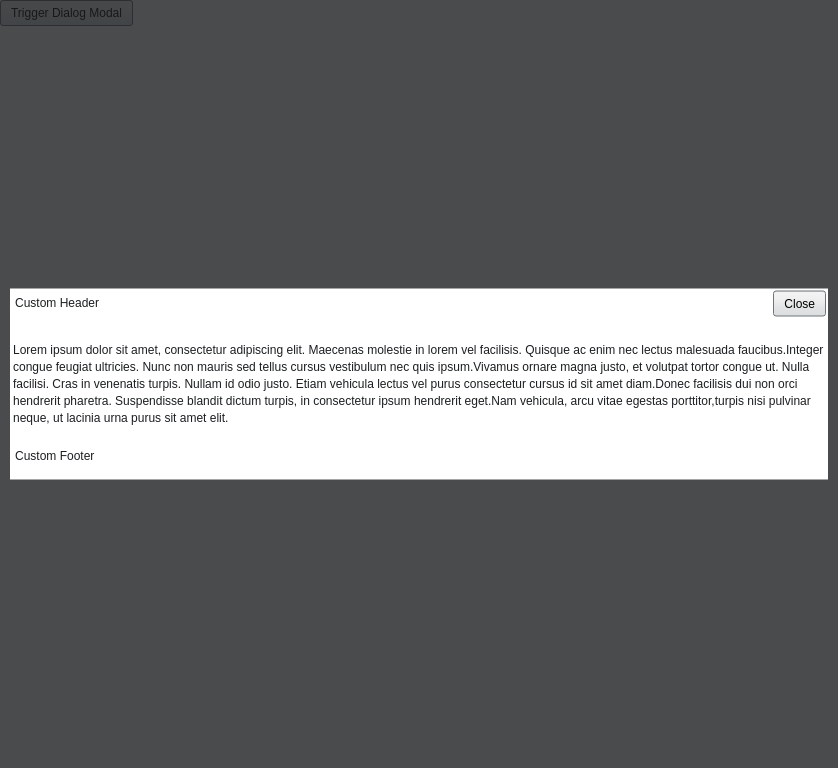 Trigger Dialog Modal
Custom Header
Close
Lorem ipsum dolor sit amet, consectetur adipiscing elit. Maecenas molestie in lorem vel facilisis. Quisque ac enim nec lectus malesuada faucibus.Integer
congue feugiat ultricies. Nunc non mauris sed tellus cursus vestibulum nec quis ipsum.Vivamus ornare magna justo, et volutpat tortor congue ut. Nulla
facilisi. Cras in venenatis turpis. Nullam id odio justo. Etiam vehicula lectus vel purus consectetur cursus id sit amet diam.Donec facilisis dui non orci
hendrerit pharetra. Suspendisse blandit dictum turpis, in consectetur ipsum hendrerit eget.Nam vehicula, arcu vitae egestas porttitor,turpis nisi pulvinar
neque, ut lacinia urna purus sit amet elit.
Custom Footer